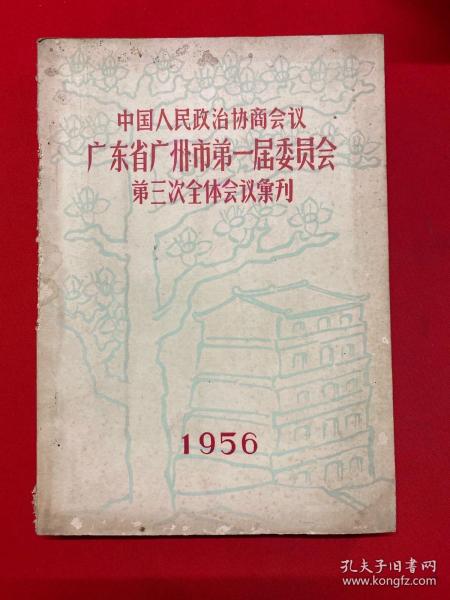 中国人民政治协商会议
广东省广州市第一届委员会
第三次全体会议彙刊
1956
孔夫子旧书网
www.kongfz.com